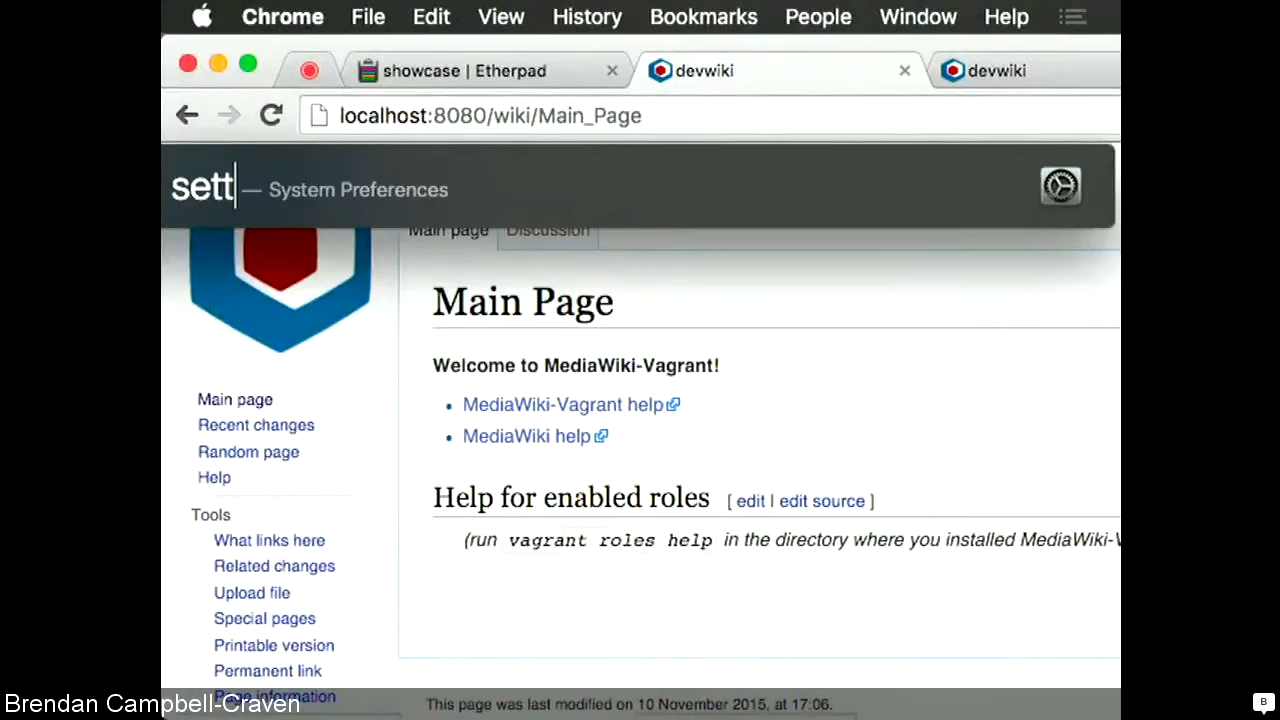 Chrome File Edit View History Bookmarks People Window Help
showcase | Etherpad
devwiki
devwiki
localhost:8080/wiki/Main_Page
sett — System Preferences
Main page Discussion
Main Page
Welcome to MediaWiki-Vagrant!
MediaWiki-Vagrant help
MediaWiki help
Help for enabled roles [ edit | edit source ]
(run vagrant roles help in the directory where you installed MediaWiki-V
Main page
Recent changes
Random page
Help
Tools
What links here
Related changes
Upload file
Special pages
Printable version
Permanent link
Page information
This page was last modified on 10 November 2015, at 17:06.
Brendan Campbell-Craven
B